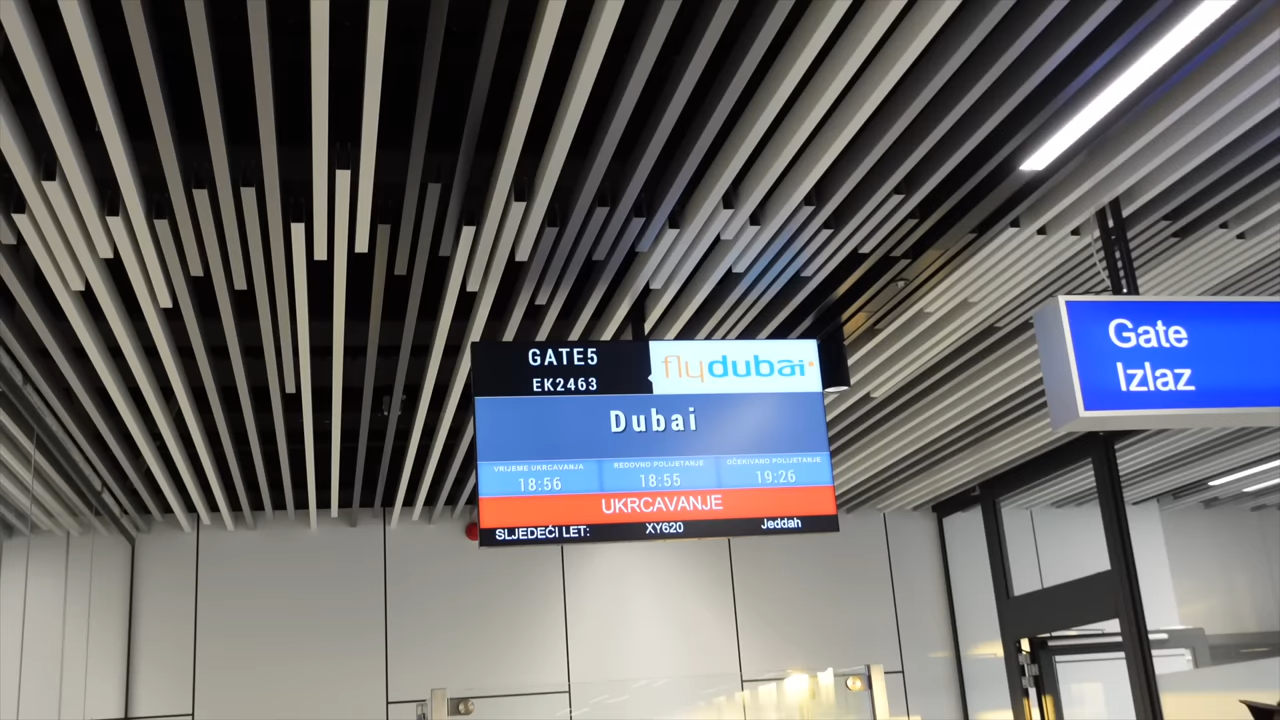 GATE5
EK2463
flydubai
Dubai
VRIJEME UKRCAVANJA
REDOVNO POLIJETANJE
OČEKIVANO POLIJETANJE
18:56
18:55
19:26
UKRCAVANJE
SLJEDEĆI LET: XY620 Jeddah
Gate
Izlaz